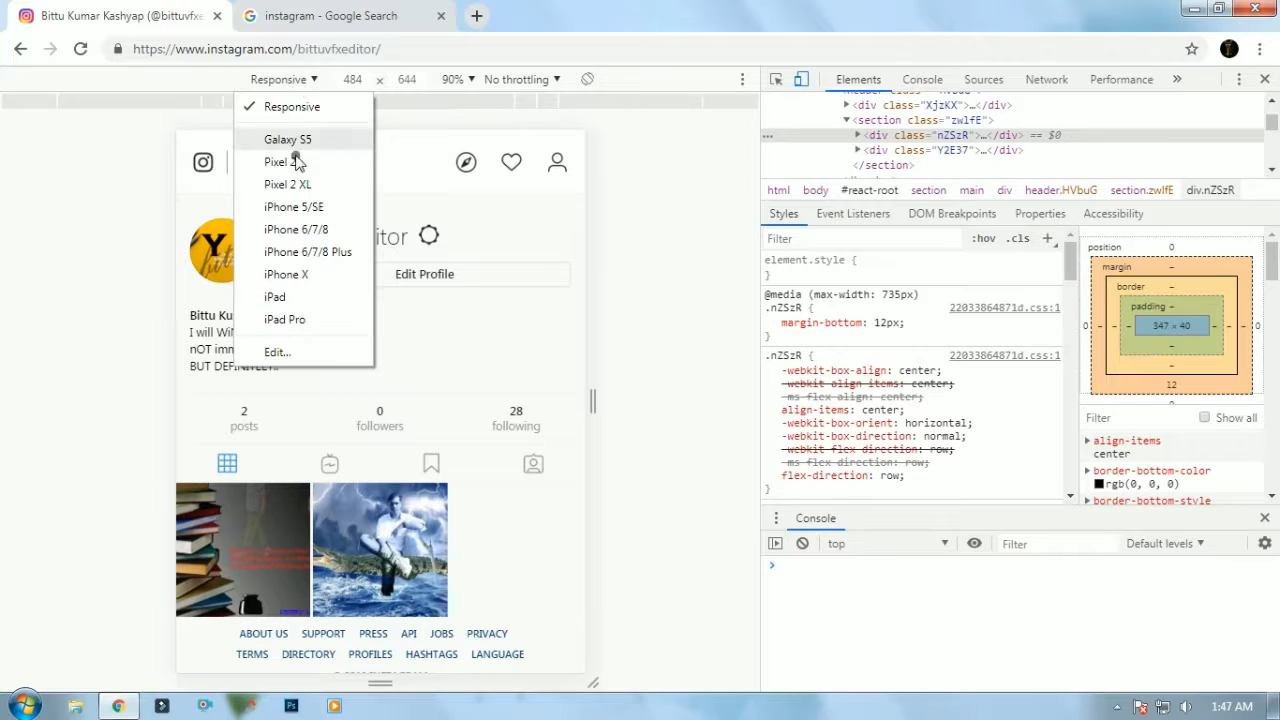 Bittu Kumar Kashyap (@bittuvfxe
instagram - Google Search
https://www.instagram.com/bittuvfxeditor/
Responsive
484
×
644
90%
No throttling
Elements
Console
Sources
Network
Performance
Responsive
Galaxy S5
Pixel 2
Pixel 2 XL
iPhone 5/SE
iPhone 6/7/8
iPhone 6/7/8 Plus
iPhone X
iPad
iPad Pro
Edit...
itor
Edit Profile
Bittu Ku
I will WiN
nOT imm
2
posts
0
followers
28
following
ABOUT US
SUPPORT
PRESS
API
JOBS
PRIVACY
TERMS
DIRECTORY
PROFILES
HASHTAGS
LANGUAGE
<div class="XjzKX">…</div>
<section class="zwlfE">
<div class="nZSzR">…</div> == $0
<div class="Y2E37">…</div>
</section>
html body #react-root section main div header.HVbuG section.zwlfE div.nZSzR
Styles
Event Listeners
DOM Breakpoints
Properties
Accessibility
Filter
:hov
.cls
element.style {
}
@media (max-width: 735px)
.nZSzR {
22033864871d.css:1
margin-bottom: 12px;
}
.nZSzR {
22033864871d.css:1
-webkit-box-align: center;
-webkit-align-items: center;
-ms-flex-align: center;
align-items: center;
-webkit-box-orient: horizontal;
-webkit-box-direction: normal;
-webkit-flex-direction: row;
-ms-flex-direction: row;
flex-direction: row;
}
position
0
margin
–
border
–
padding –
0
–
–
–
347 × 40
–
–
–
0
–
–
12
Filter
Show all
align-items
center
border-bottom-color
rgb(0, 0, 0)
border-bottom-style
Console
top
Filter
Default levels
1:47 AM